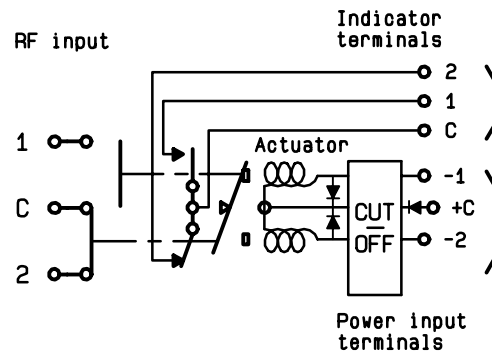 RF input
Indicator
terminals
2
1
C
1
C
2
Actuator
CUT
OFF
-1
+C
-2
Power input
terminals